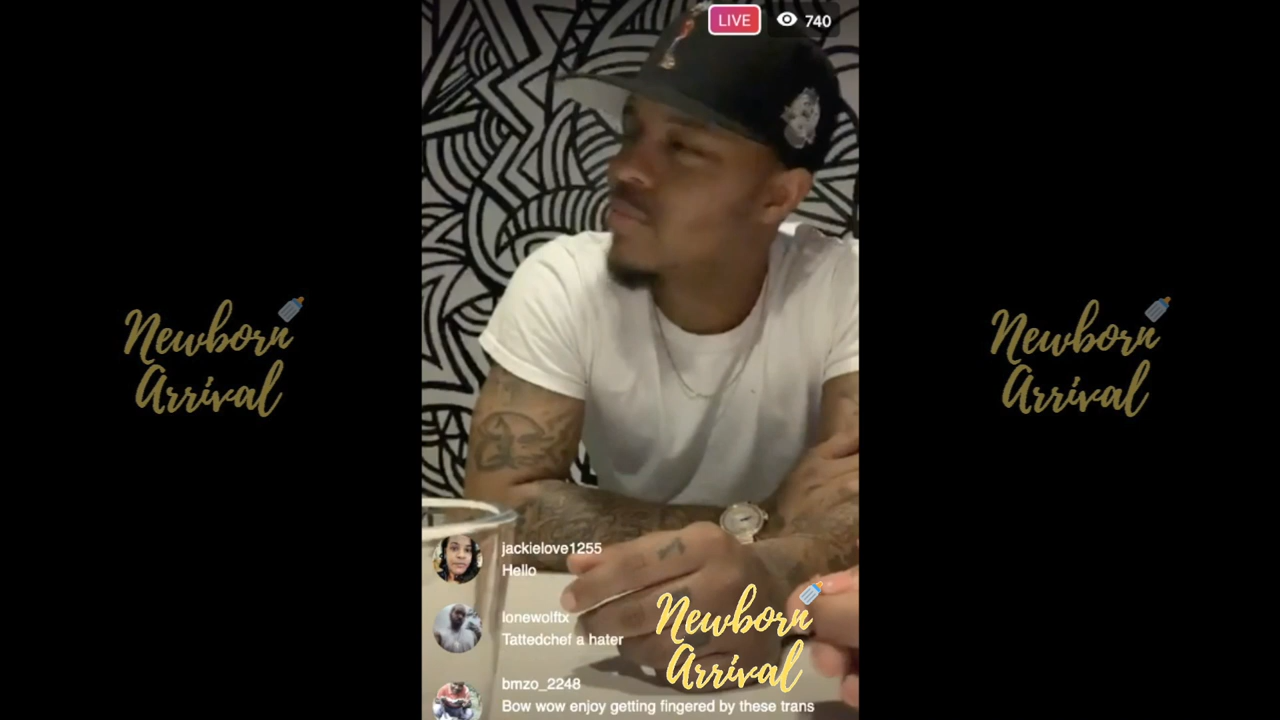 LIVE 740
Newborn
Arrival
Newborn
Arrival
jackielove1255
Hello
lonewolftx
Tattedchef a hater
Newborn
Arrival
bmzo_2248
Bow wow enjoy getting fingered by these trans